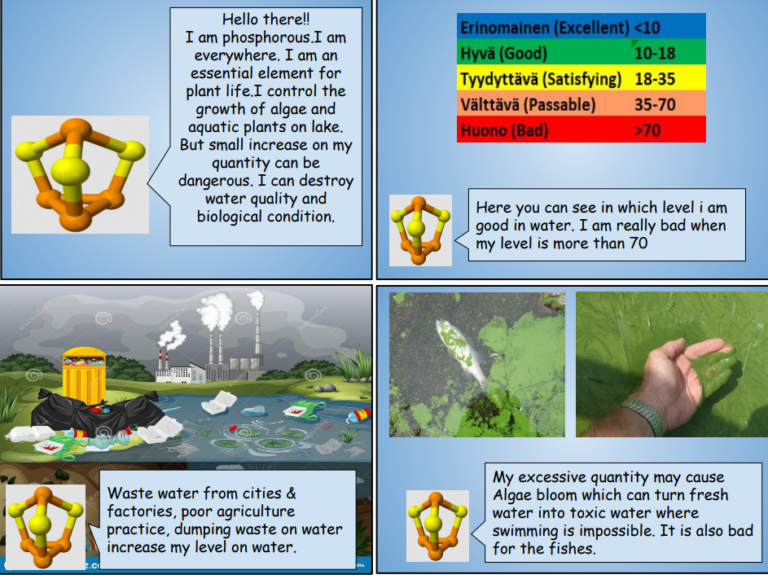 Hello there!!
I am phosphorous.I am
everywhere. I am an
essential element for
plant life.I control the
growth of algae and
aquatic plants on lake.
But small increase on my
quantity can be
dangerous. I can destroy
water quality and
biological condition.
Erinomainen (Excellent) <10
Hyvä (Good) 10-18
Tyydyttävä (Satisfying) 18-35
Välttävä (Passable) 35-70
Huono (Bad) >70
Here you can see in which level i am
good in water. I am really bad when
my level is more than 70
Waste water from cities &
factories, poor agriculture
practice, dumping waste on water
increase my level on water.
My excessive quantity may cause
Algae bloom which can turn fresh
water into toxic water where
swimming is impossible. It is also bad
for the fishes.